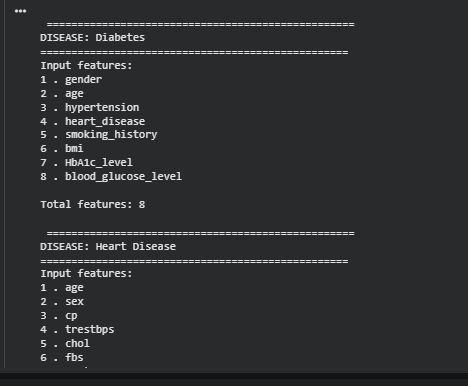 ==================================================
DISEASE: Diabetes
==================================================
Input features:
1 . gender
2 . age
3 . hypertension
4 . heart_disease
5 . smoking_history
6 . bmi
7 . HbA1c_level
8 . blood_glucose_level
Total features: 8
==================================================
DISEASE: Heart Disease
==================================================
Input features:
1 . age
2 . sex
3 . cp
4 . trestbps
5 . chol
6 . fbs